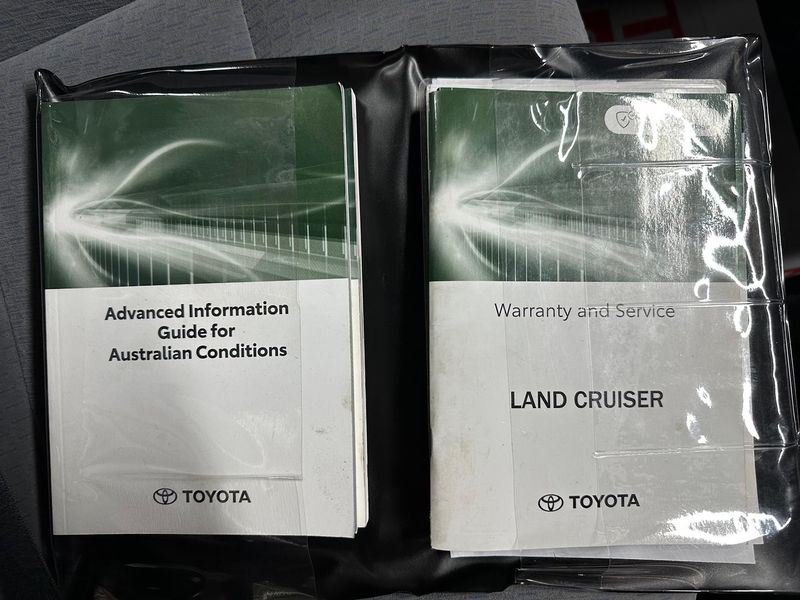 Advanced Information
Guide for
Australian Conditions
TOYOTA
Warranty and Service
LAND CRUISER
TOYOTA